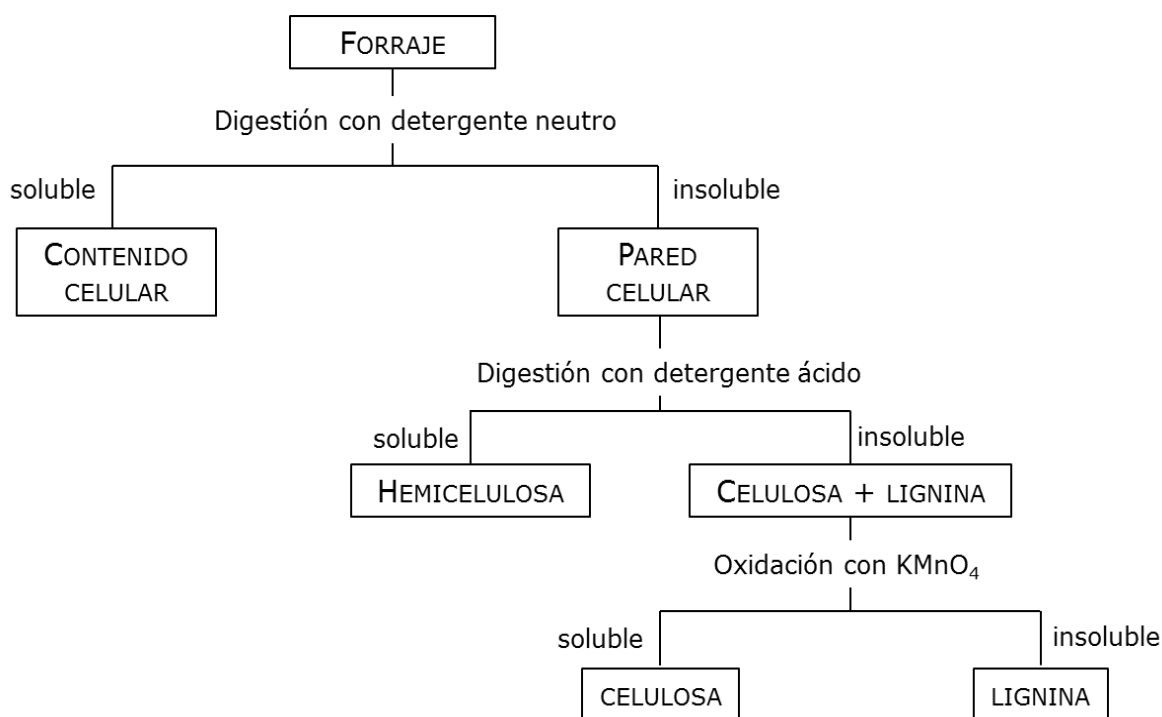 FORRAJE
Digestión con detergente neutro
soluble
insoluble
CONTENIDO
CELULAR
PARED
CELULAR
Digestión con detergente ácido
soluble
insoluble
HEMICELULOSA
CELULOSA + LIGNINA
Oxidación con KMnO₄
soluble
insoluble
CELULOSA
LIGNINA